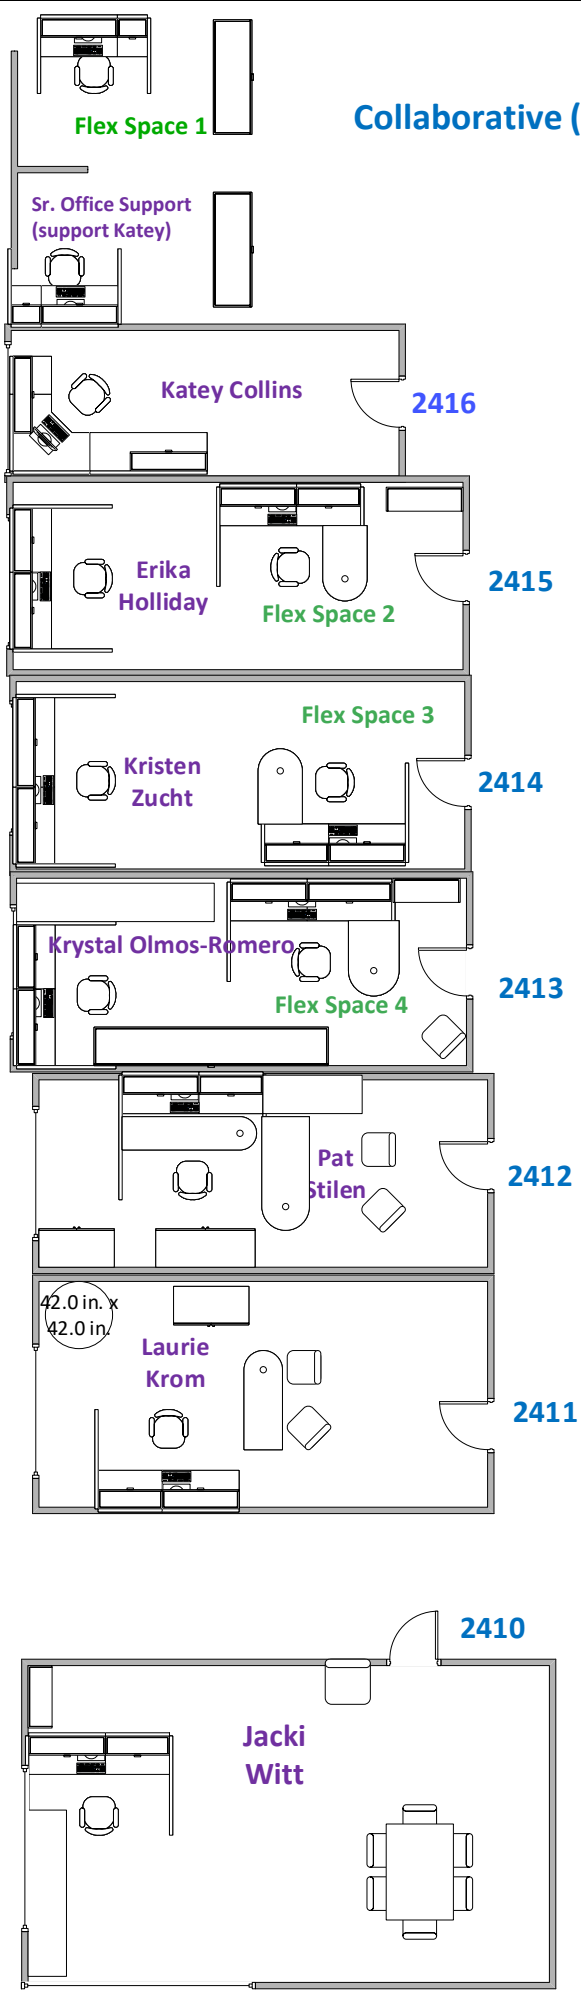 Collaborative (
Flex Space 1
Sr. Office Support
(support Katey)
Katey Collins
2416
Erika
Holliday
2415
Flex Space 2
Flex Space 3
Kristen
Zucht
2414
Krystal Olmos-Romero
2413
Flex Space 4
Pat
Stilen
2412
42.0 in. x
42.0 in.
Laurie
Krom
2411
2410
Jacki
Witt